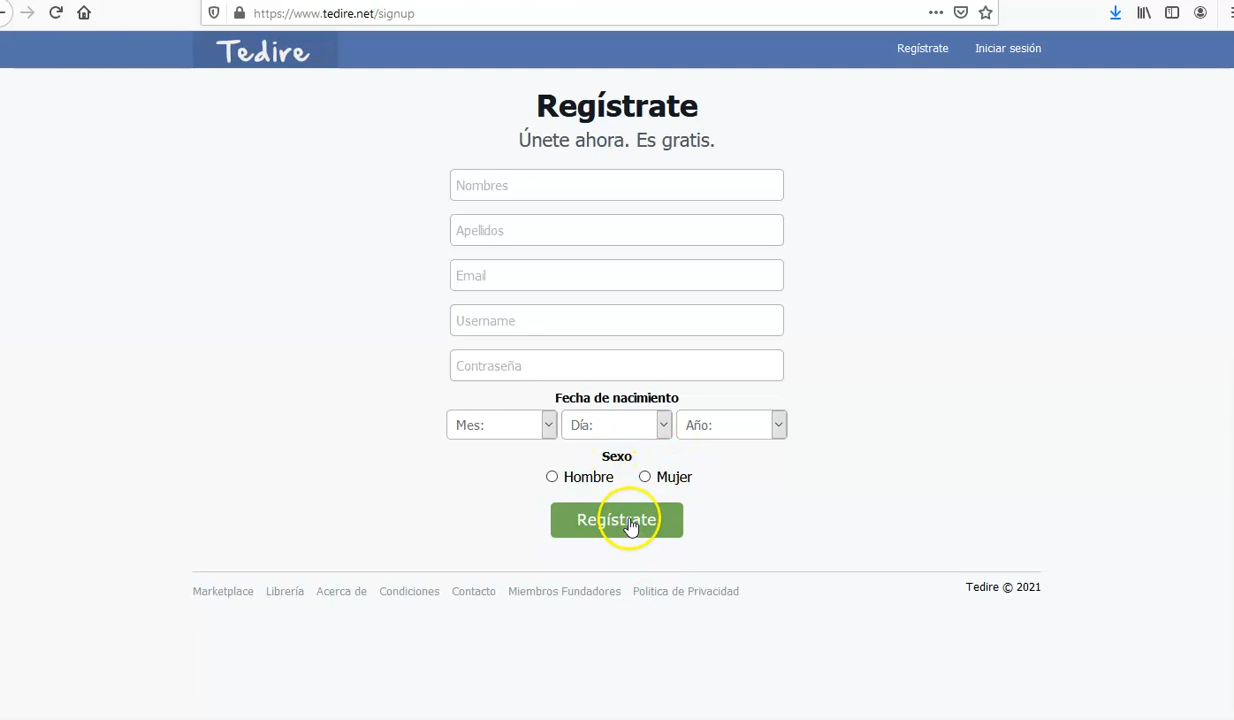 https://www.tedire.net/signup
Tedire
Regístrate
Iniciar sesión
Regístrate
Únete ahora. Es gratis.
Nombres
Apellidos
Email
Username
Contraseña
Fecha de nacimiento
Mes: Día: Año:
Sexo
Hombre Mujer
Regístrate
Marketplace Librería Acerca de Condiciones Contacto Miembros Fundadores Politica de Privacidad
Tedire © 2021